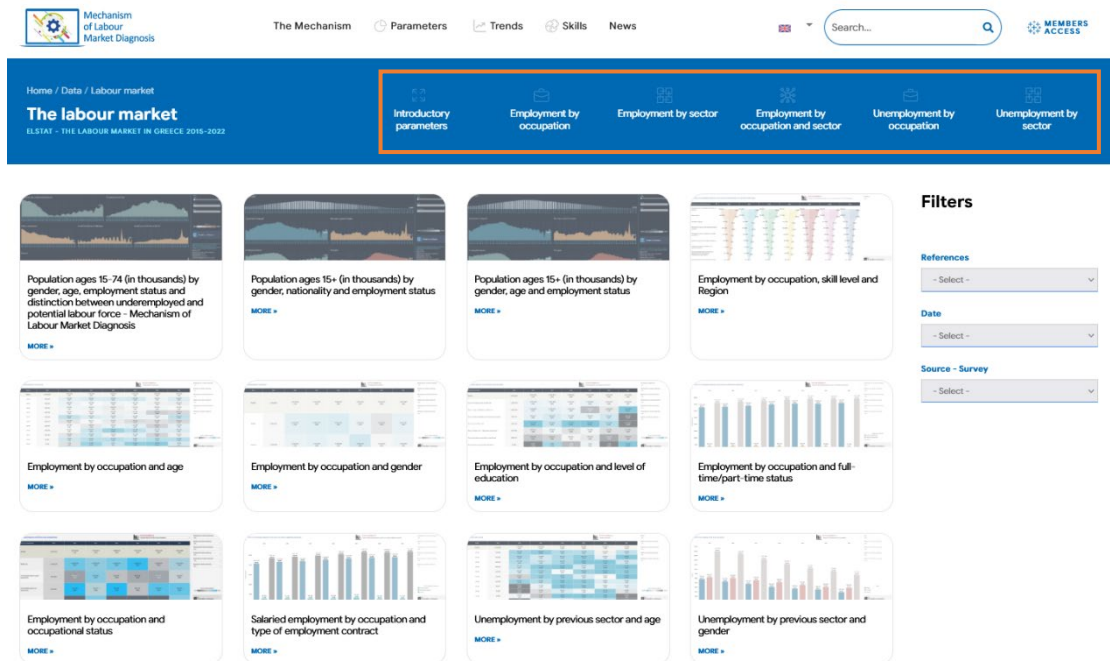 Mechanism
of Labour
Market Diagnosis
The Mechanism
Parameters
Trends
Skills
News
Search...
MEMBERS
ACCESS
Home / Data / Labour market
The labour market
ELSTAT - THE LABOUR MARKET IN GREECE 2015-2022
Introductory
parameters
Employment by
occupation
Employment by sector
Employment by
occupation and sector
Unemployment by
occupation
Unemployment by
sector
Population ages 15-74 (in thousands) by
gender, age, employment status and
distinction between underemployed and
potential labour force - Mechanism of
Labour Market Diagnosis
MORE »
Population ages 15+ (in thousands) by
gender, nationality and employment status
MORE »
Population ages 15+ (in thousands) by
gender, age and employment status
MORE »
Employment by occupation, skill level and
Region
MORE »
Filters
References
- Select -
Date
- Select -
Source - Survey
- Select -
Employment by occupation and age
MORE »
Employment by occupation and gender
MORE »
Employment by occupation and level of
education
MORE »
Employment by occupation and full-
time/part-time status
MORE »
Employment by occupation and
occupational status
MORE »
Salaried employment by occupation and
type of employment contract
MORE »
Unemployment by previous sector and age
MORE »
Unemployment by previous sector and
gender
MORE »